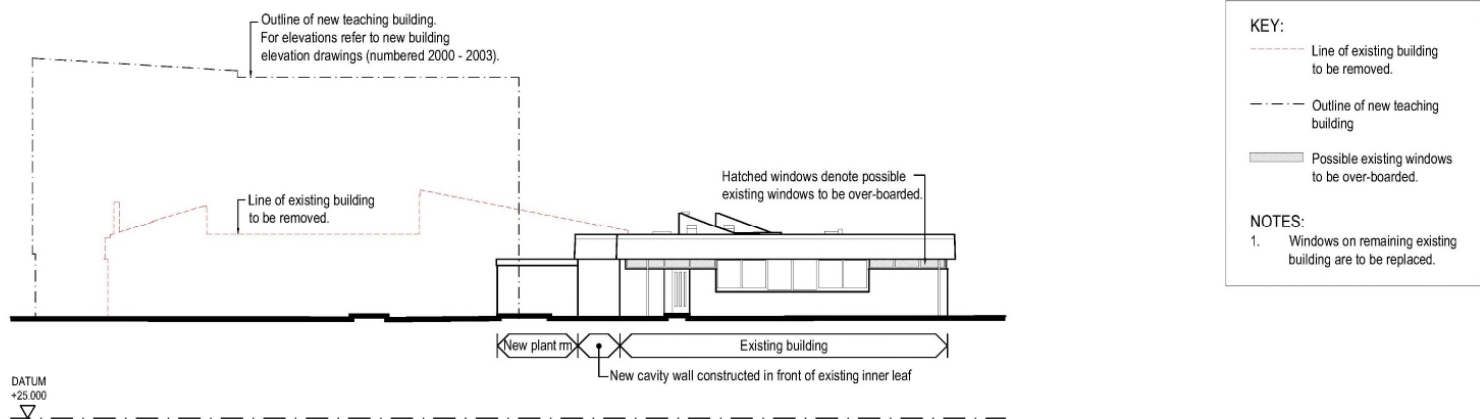 Outline of new teaching building.
For elevations refer to new building
elevation drawings (numbered 2000 - 2003).
Line of existing building
to be removed.
Hatched windows denote possible
existing windows to be over-boarded.
New plant rm
Existing building
New cavity wall constructed in front of existing inner leaf
DATUM
+25.000
KEY:
Line of existing building
to be removed.
Outline of new teaching
building
Possible existing windows
to be over-boarded.
NOTES:
1. Windows on remaining existing
building are to be replaced.